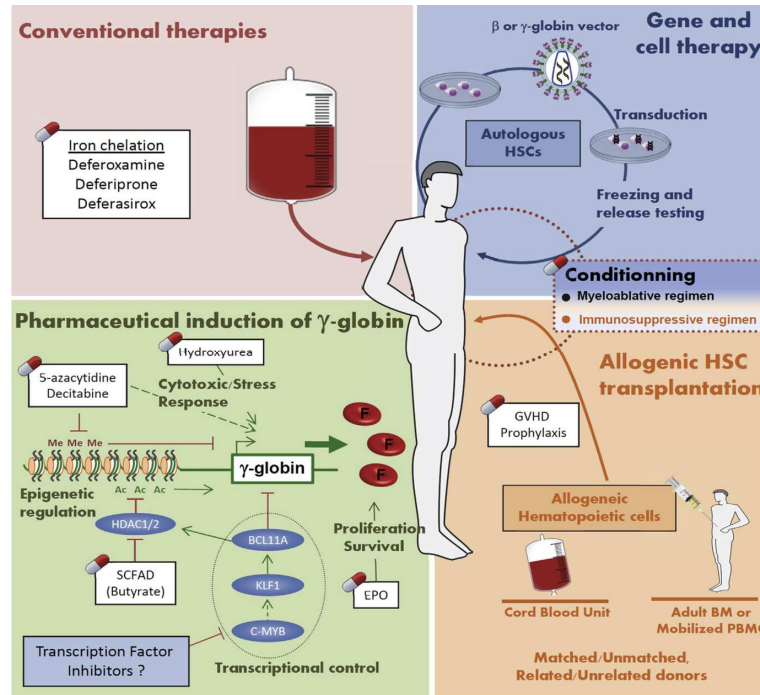 Conventional therapies
Iron chelation
Deferoxamine
Deferiprone
Deferasirox
Gene and
cell therapy
β or γ-globin vector
Transduction
Autologous
HSCs
Freezing and
release testing
Conditionning
Myeloablative regimen
Immunosuppressive regimen
Pharmaceutical induction of γ-globin
Hydroxyurea
5-azacytidine
Decitabine
Cytotoxic/Stress
Response
Me Me Me
γ-globin
F
F
F
Epigenetic
regulation
Ac Ac Ac
HDAC1/2
BCL11A
Proliferation
Survival
SCFAD
(Butyrate)
KLF1
EPO
C-MYB
Transcription Factor
Inhibitors ?
Transcriptional control
Allogenic HSC
transplantation
GVHD
Prophylaxis
Allogeneic
Hematopoietic cells
Cord Blood Unit
Adult BM or
Mobilized PBMC
Matched/Unmatched,
Related/Unrelated donors